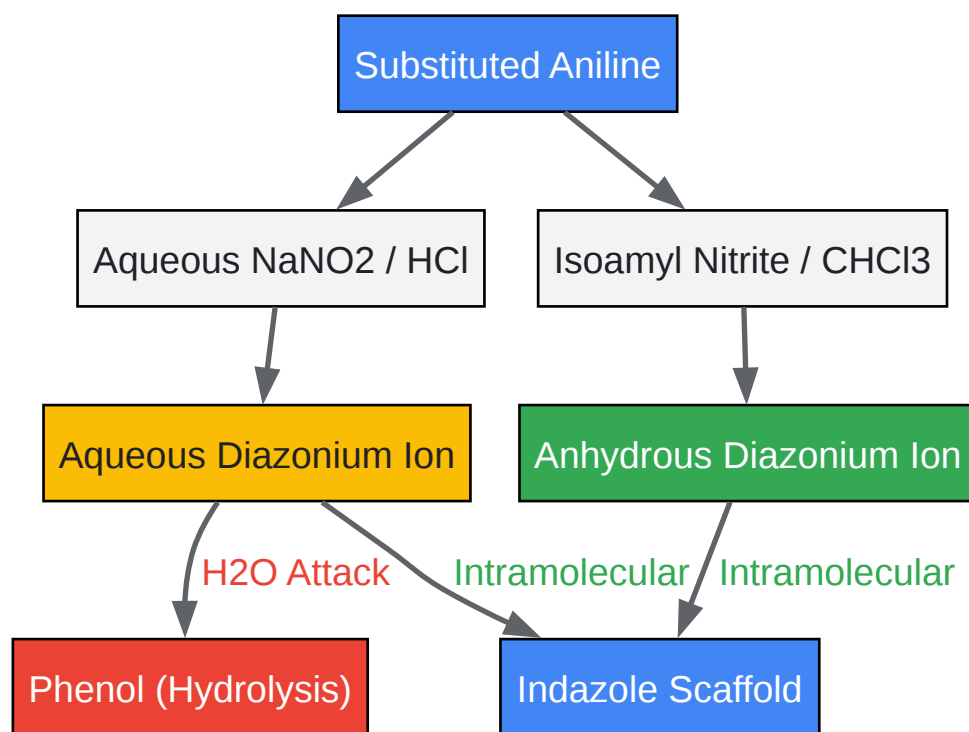 Substituted Aniline
Aqueous NaNO2 / HCl
Isoamyl Nitrite / CHCl3
Aqueous Diazonium Ion
Anhydrous Diazonium Ion
H2O Attack
Intramolecular
Intramolecular
Phenol (Hydrolysis)
Indazole Scaffold